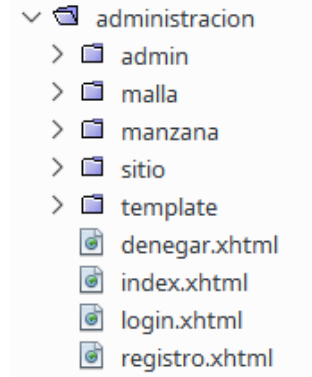 administracion
admin
malla
manzana
sitio
template
denegar.xhtml
index.xhtml
login.xhtml
registro.xhtml